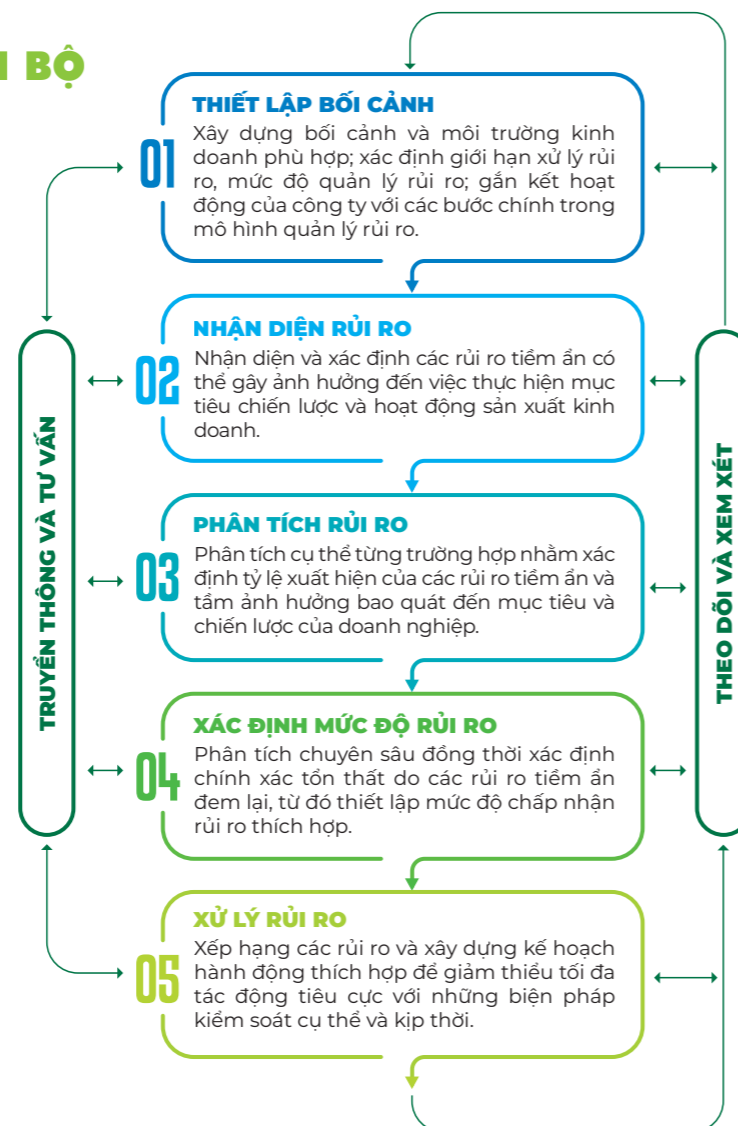 BỘ
THIẾT LẬP BỐI CẢNH
01
Xây dựng bối cảnh và môi trường kinh
doanh phù hợp; xác định giới hạn xử lý rủi
ro, mức độ quản lý rủi ro; gắn kết hoạt
động của công ty với các bước chính trong
mô hình quản lý rủi ro.
NHẬN DIỆN RỦI RO
02
Nhận diện và xác định các rủi ro tiềm ẩn có
thể gây ảnh hưởng đến việc thực hiện mục
tiêu chiến lược và hoạt động sản xuất kinh
doanh.
PHÂN TÍCH RỦI RO
03
Phân tích cụ thể từng trường hợp nhằm xác
định tỷ lệ xuất hiện của các rủi ro tiềm ẩn và
tầm ảnh hưởng bao quát đến mục tiêu và
chiến lược của doanh nghiệp.
XÁC ĐỊNH MỨC ĐỘ RỦI RO
04
Phân tích chuyên sâu đồng thời xác định
chính xác tổn thất do các rủi ro tiềm ẩn
đem lại, từ đó thiết lập mức độ chấp nhận
rủi ro thích hợp.
XỬ LÝ RỦI RO
05
Xếp hạng các rủi ro và xây dựng kế hoạch
hành động thích hợp để giảm thiểu tối đa
tác động tiêu cực với những biện pháp
kiểm soát cụ thể và kịp thời.
TRUYỀN THÔNG VÀ TƯ VẤN
THEO DÕI VÀ XEM XÉT